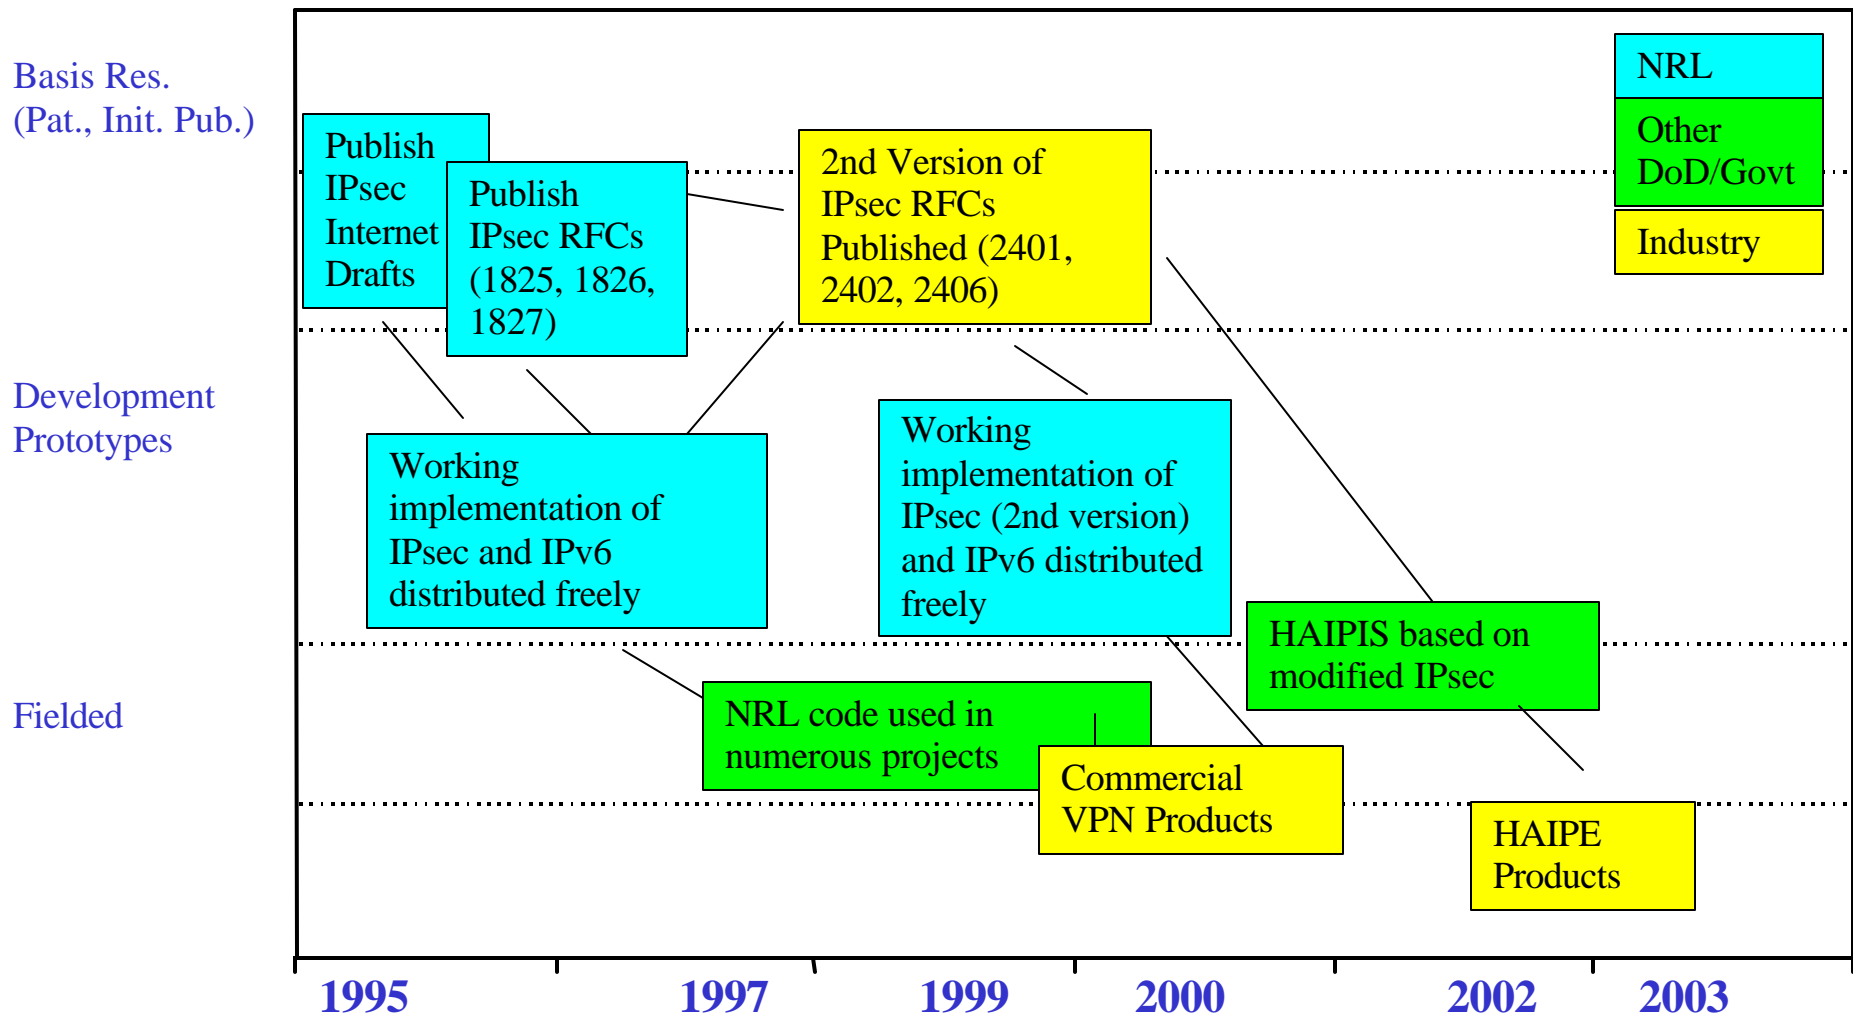 Basis Res.
(Pat., Init. Pub.)
Publish
IPsec
Internet
Drafts
Publish
IPsec RFCs
(1825, 1826,
1827)
2nd Version of
IPsec RFCs
Published (2401,
2402, 2406)
NRL
Other
DoD/Govt
Industry
Development
Prototypes
Working
implementation of
IPsec and IPv6
distributed freely
Working
implementation of
IPsec (2nd version)
and IPv6 distributed
freely
HAIPIS based on
modified IPsec
Fielded
NRL code used in
numerous projects
Commercial
VPN Products
HAIPE
Products
1995
1997
1999
2000
2002
2003